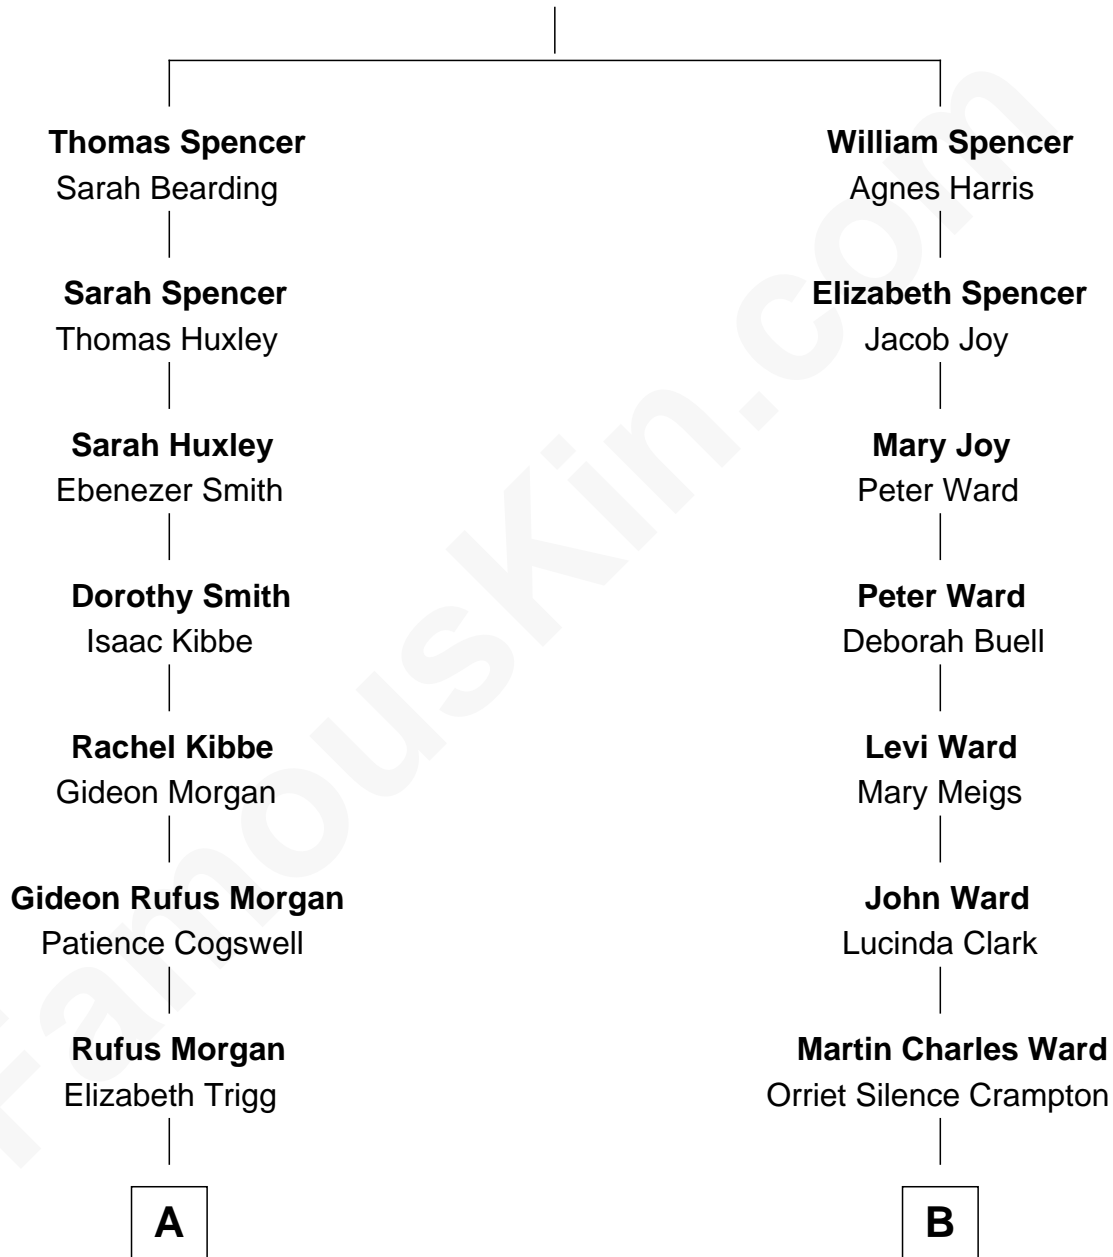 Thomas Spencer
Sarah Bearding
Sarah Spencer
Thomas Huxley
Sarah Huxley
Ebenezer Smith
Dorothy Smith
Isaac Kibbe
Rachel Kibbe
Gideon Morgan
Gideon Rufus Morgan
Patience Cogswell
Rufus Morgan
Elizabeth Trigg
A
William Spencer
Agnes Harris
Elizabeth Spencer
Jacob Joy
Mary Joy
Peter Ward
Peter Ward
Deborah Buell
Levi Ward
Mary Meigs
John Ward
Lucinda Clark
Martin Charles Ward
Orriet Silence Crampton
B
FamousKin.com